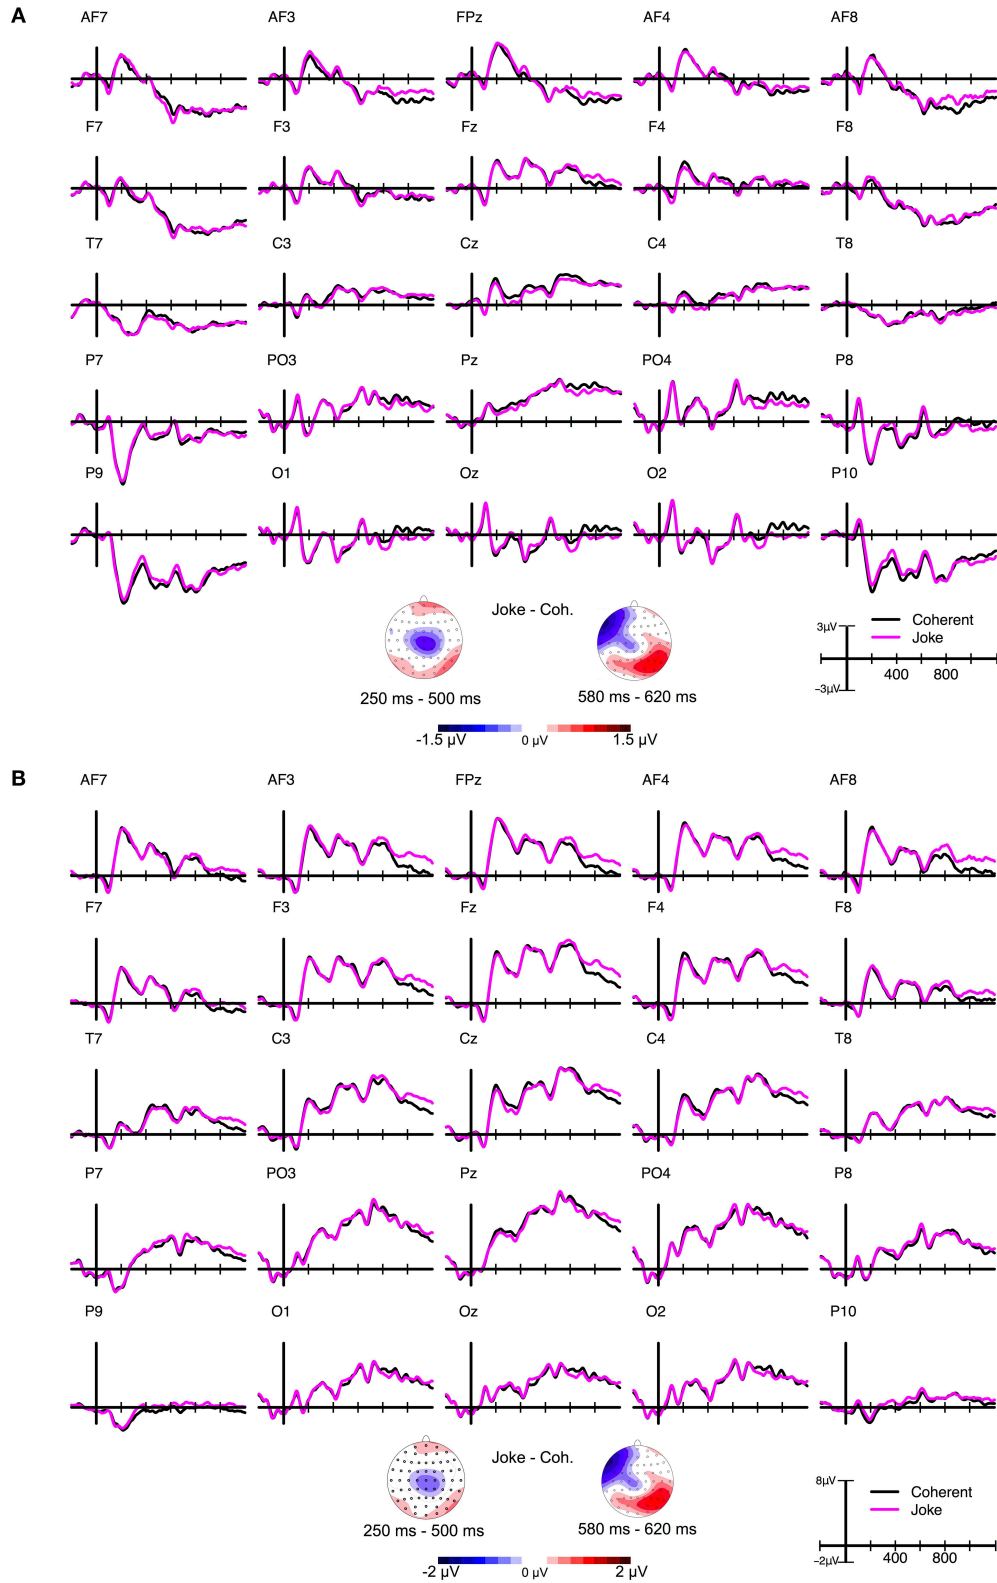 A
AF7 AF3 FPz AF4 AF8
F7 F3 Fz F4 F8
T7 C3 Cz C4 T8
P7 PO3 Pz PO4 P8
P9 O1 Oz O2 P10
Joke - Coh.
250 ms - 500 ms 580 ms - 620 ms
-1.5 µV 0 µV 1.5 µV
3µV
−3µV
400 800
Coherent
Joke
B
AF7 AF3 FPz AF4 AF8
F7 F3 Fz F4 F8
T7 C3 Cz C4 T8
P7 PO3 Pz PO4 P8
P9 O1 Oz O2 P10
Joke - Coh.
250 ms - 500 ms 580 ms - 620 ms
-2 µV 0 µV 2 µV
8µV
−2µV
400 800
Coherent
Joke